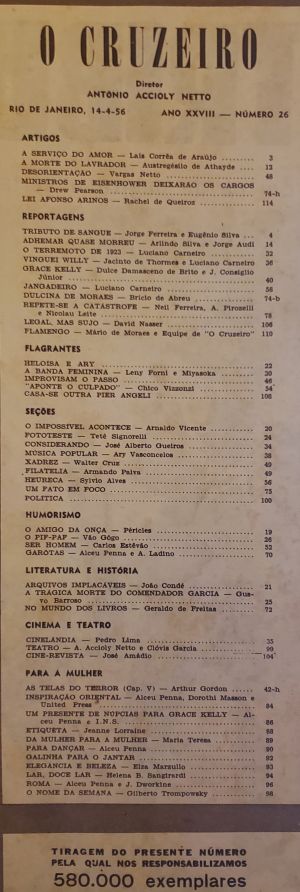 O CRUZEIRO
Diretor
ANTÔNIO ACCIOLY NETTO
RIO DE JANEIRO, 14-4-56 ANO XXVIII — NÚMERO 26
ARTIGOS
A SERVIÇO DO AMOR — Laís Corrêa de Araújo ......... 3
A MORTE DO LAVRADOR — Austregésilo de Athayde .... 13
DESORIENTAÇÃO — Vargas Netto ......... 48
MINISTROS DE EISENHOWER DEIXARÃO OS CARGOS
— Drew Pearson ......... 74-h
LEI AFONSO ARINOS — Rachel de Queiros ......... 114
REPORTAGENS
TRIBUTO DE SANGUE — Jorge Ferreira e Eugênio Silva ... 4
ADHEMAR QUASE MORREU — Arlindo Silva e Jorge Audi 14
O TERREMOTO DE 1923 — Luciano Carneiro ......... 32
VINGUEI WILLY — Jacinto de Thormes e Luciano Carneiro 36
GRACE KELLY — Dulce Damasceno de Brito e J. Consiglio
Júnior ......... 40
JANGADEIRO — Luciano Carneiro ......... 58
DULCINA DE MORAES — Brício de Abreu ......... 74-b
REPETE-SE A CATÁSTROFE — Neil Ferreira, A. Pirozelli
e Nicolau Leite ......... 78
LEGAL, MAS SUJO — David Nasser ......... 106
FLAMENGO — Mário de Moraes e Equipe de "O Cruzeiro" 110
FLAGRANTES
HELOISA E ARY ......... 22
A BANDA FEMININA — Leny Forni e Miyasoka ......... 30
IMPROVISAM O PASSO ......... 46
"APONTE O CULPADO" — Chico Vizzonzi ......... 54
CASA-SE OUTRA PIER ANGELI ......... 108
SEÇÕES
O IMPOSSÍVEL ACONTECE — Arnaldo Vicente ......... 20
FOTOTESTE — Tetê Signorelli ......... 24
CONSIDERANDO — José Alberto Gueiros ......... 34
MÚSICA POPULAR — Ary Vasconcelos ......... 38
XADREZ — Walter Cruz ......... 49
FILATELIA — Armando Paiva ......... 49
HEURECA — Sylvio Alves ......... 56
UM FATO EM FOCO ......... 75
POLÍTICA ......... 100
HUMORISMO
O AMIGO DA ONÇA — Péricles ......... 19
O PIF-PAF — Vão Gôgo ......... 26
SER HOMEM — Carlos Estêvão ......... 52
GAROTAS — Alceu Penna e A. Ladino ......... 70
LITERATURA E HISTÓRIA
ARQUIVOS IMPLACÁVEIS — João Condé ......... 21
A TRÁGICA MORTE DO COMENDADOR GARCIA — Gus-
vo Barroso ......... 25
NO MUNDO DOS LIVROS — Geraldo de Freitas ......... 72
CINEMA E TEATRO
CINELÂNDIA — Pedro Lima ......... 35
TEATRO — A. Accioly Netto e Clóvis Garcia ......... 99
CINE-REVISTA — José Amádio ......... 104
PARA A MULHER
AS TELAS DO TERROR (Cap. V) — Arthur Gordon ...... 42-h
INSPIRAÇÃO ORIENTAL — Alceu Penna, Dorothi Masson e
United Press ......... 84
UM PRESENTE DE NÚPCIAS PARA GRACE KELLY — Al-
ceu Penna e I.N.S. ......... 86
ETIQUETA — Jeanne Lorraine ......... 88
DA MULHER PARA A MULHER — Maria Teresa ......... 89
PARA DANÇAR — Alceu Penna ......... 90
GALINHA PARA O JANTAR ......... 92
ELEGÂNCIA E BELEZA — Elza Marzullo ......... 93
LAR, DOCE LAR — Helena B. Sangirardi ......... 94
ROMA — Alceu Penna e J. Dworkins ......... 96
O NOME DA SEMANA — Gilberto Trompowsky ......... 98
TIRAGEM DO PRESENTE NÚMERO
PELA QUAL NOS RESPONSABILIZAMOS
580.000 exemplares